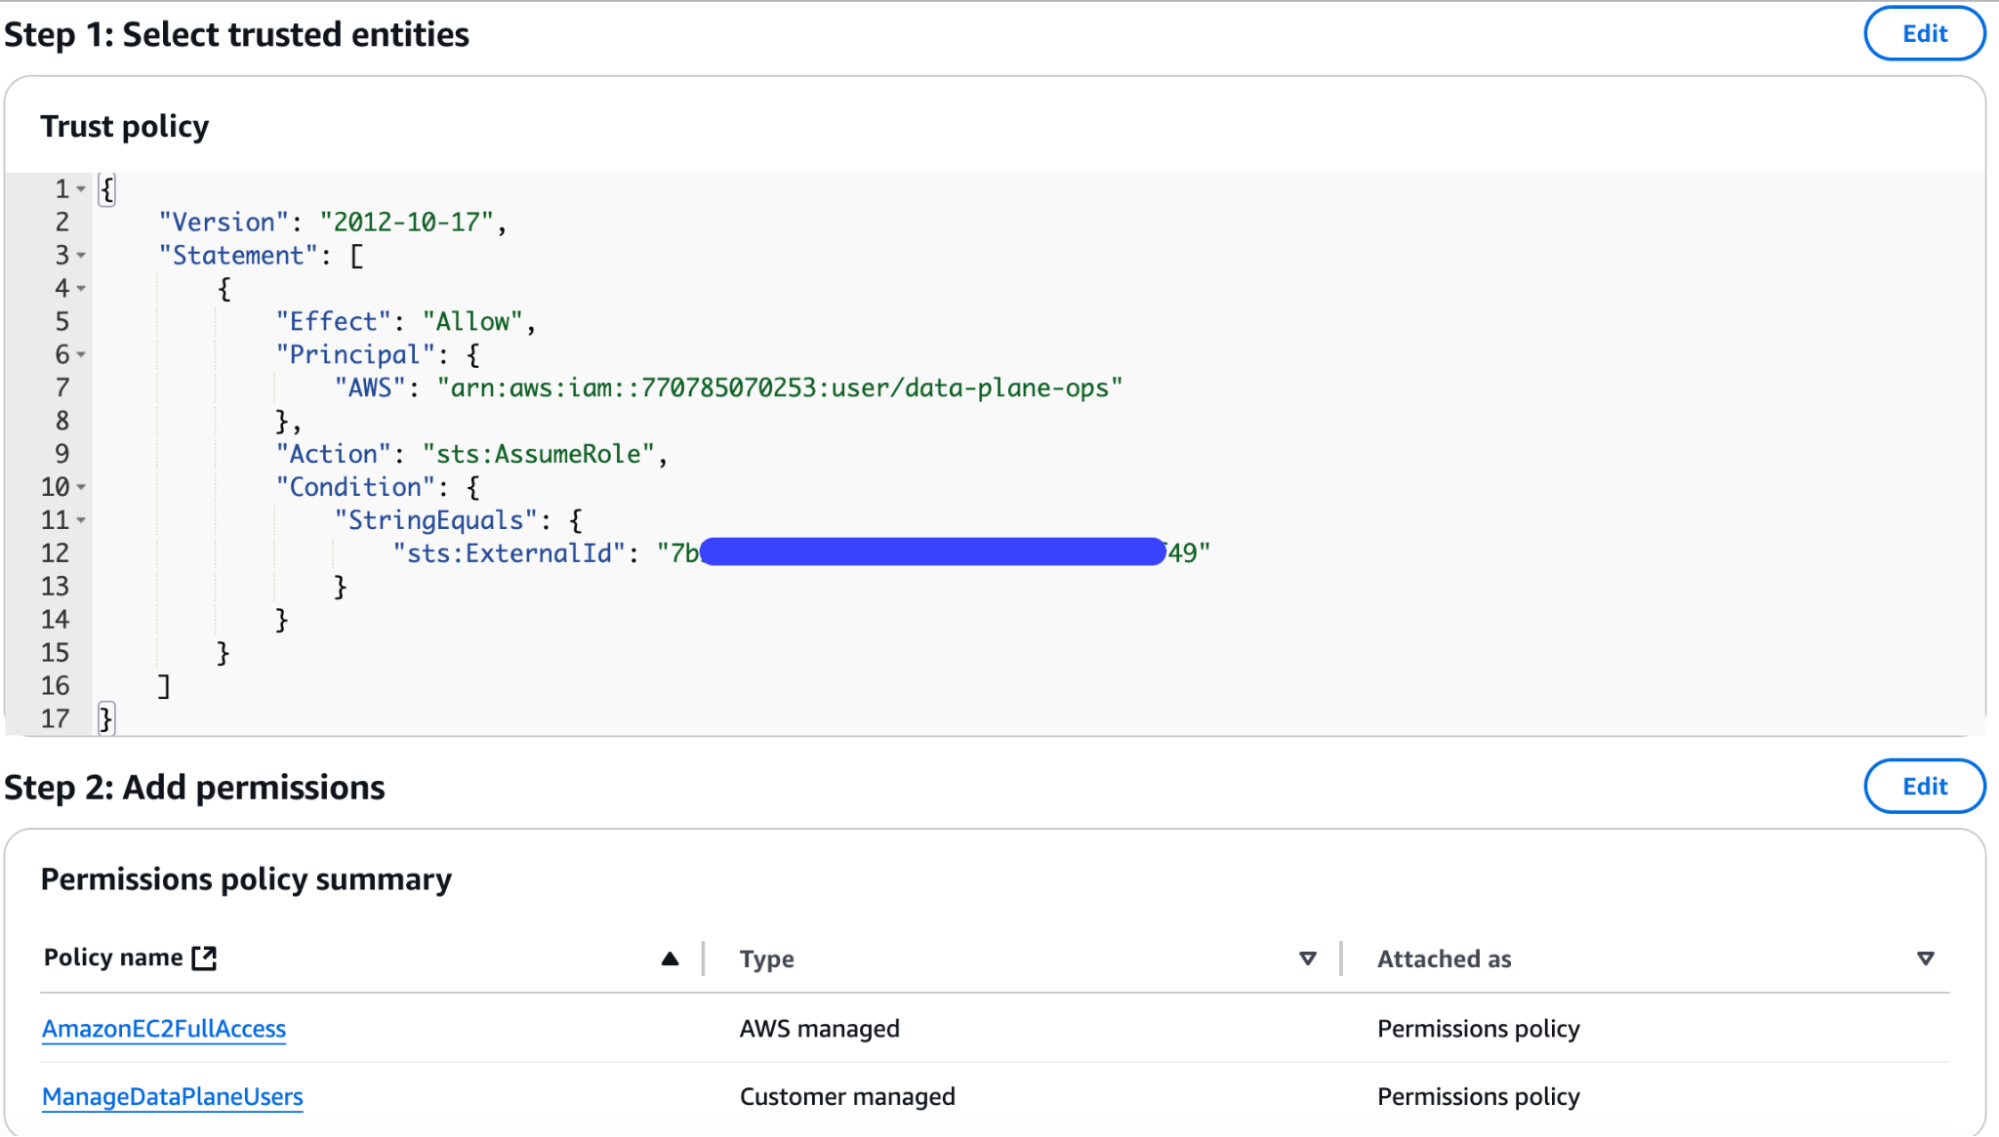 Step 1: Select trusted entities
Edit
Trust policy
1 {
2 "Version": "2012-10-17",
3 "Statement": [
4 {
5 "Effect": "Allow",
6 "Principal": {
7 "AWS": "arn:aws:iam::770785070253:user/data-plane-ops"
8 },
9 "Action": "sts:AssumeRole",
10 "Condition": {
11 "StringEquals": {
12 "sts:ExternalId": "7b 49"
13 }
14 }
15 }
16 ]
17 }
Step 2: Add permissions
Edit
Permissions policy summary
Policy name Type Attached as
AmazonEC2FullAccess AWS managed Permissions policy
ManageDataPlaneUsers Customer managed Permissions policy